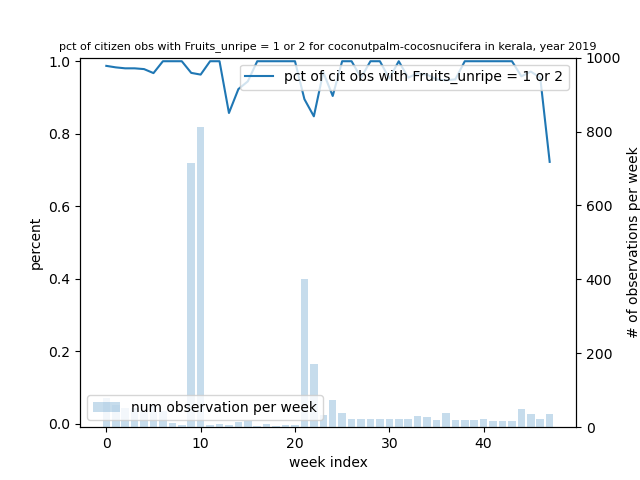 pct of citizen obs with Fruits_unripe = 1 or 2 for coconutpalm-cocosnucifera in kerala, year 2019
pct of cit obs with Fruits_unripe = 1 or 2
num observation per week
percent
# of observations per week
week index
1.0
0.8
0.6
0.4
0.2
0.0
1000
800
600
400
200
0
0 10 20 30 40